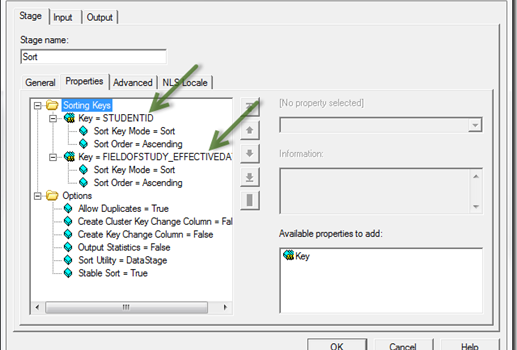 Stage
Input
Output
Stage name:
Sort
General
Properties
Advanced
NLS Locale
Sorting Keys
Key = STUDENTID
Sort Key Mode = Sort
Sort Order = Ascending
Key = FIELDOFSTUDY_EFFECTIVEDA
Sort Key Mode = Sort
Sort Order = Ascending
Options
Allow Duplicates = True
Create Cluster Key Change Column = Fal
Create Key Change Column = False
Output Statistics = False
Sort Utility = DataStage
Stable Sort = True
[No property selected]
Information:
Available properties to add:
Key
OK
Cancel
Help